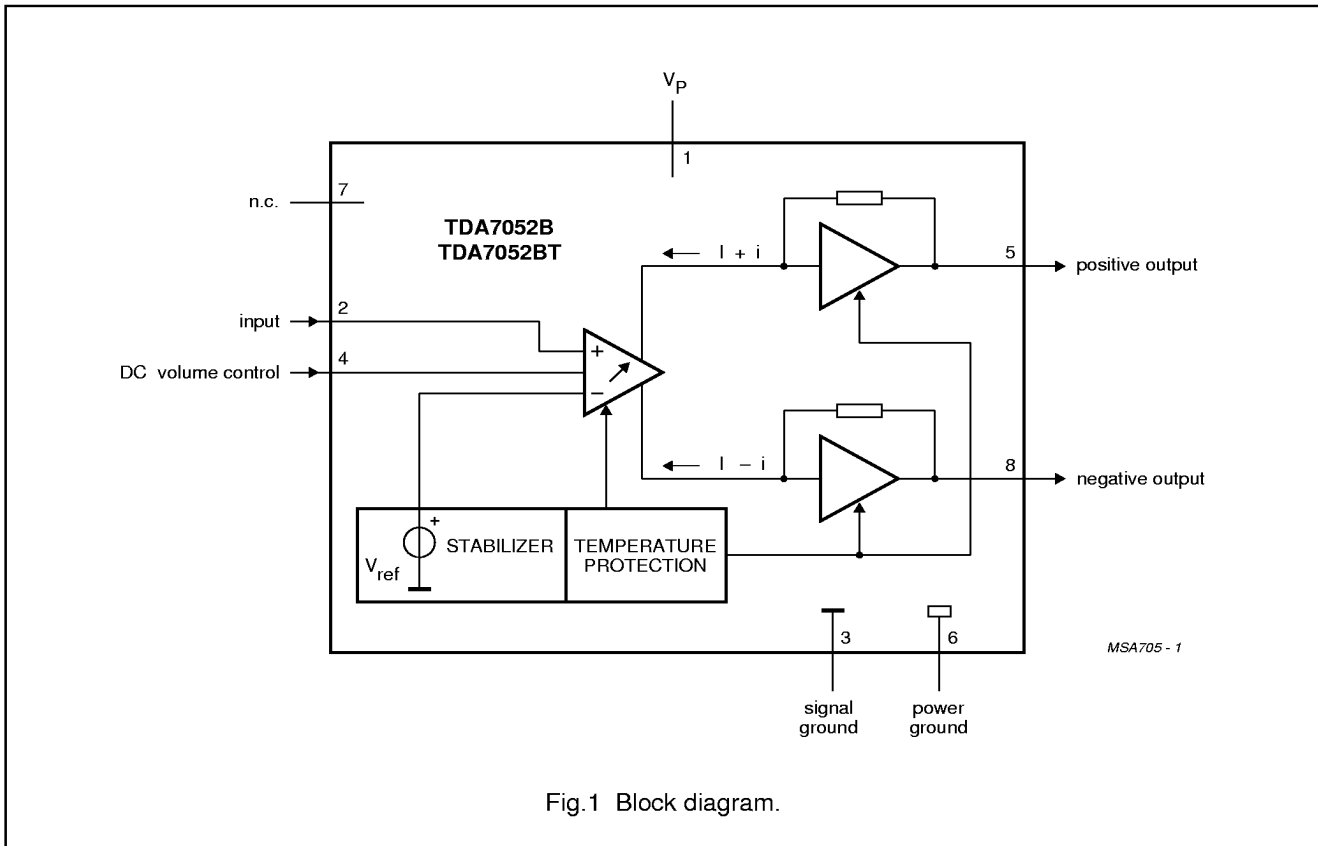 V_P
1
n.c.
7
TDA7052B
TDA7052BT
I + i
5
positive output
input
2
+
DC volume control
4
−
I − i
8
negative output
+
STABILIZER
V_ref
TEMPERATURE
PROTECTION
3
6
MSA705 - 1
signal
ground
power
ground
Fig.1 Block diagram.